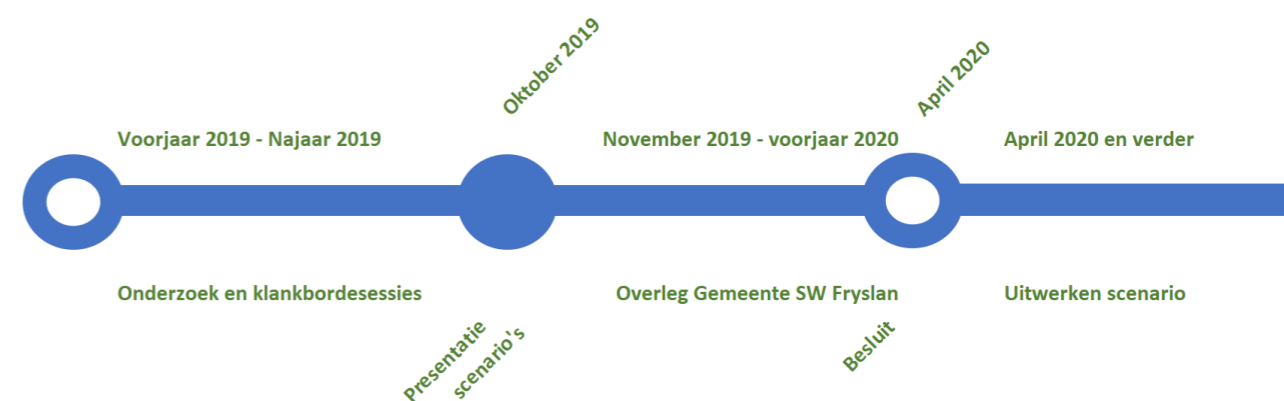 Oktober 2019
April 2020
Voorjaar 2019 - Najaar 2019
November 2019 - voorjaar 2020
April 2020 en verder
Onderzoek en klankbordesessies
Overleg Gemeente SW Fryslan
Uitwerken scenario
Presentatie
scenario's
Besluit